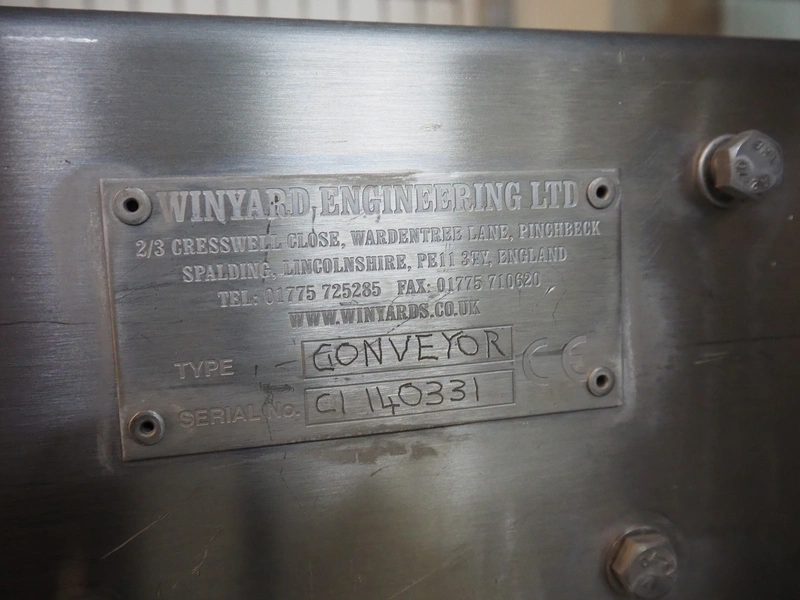 WINYARD ENGINEERING LTD
2/3 CRESSWELL CLOSE, WARDENTREE LANE, PINCHBECK
SPALDING, LINCOLNSHIRE, PE11 3TY, ENGLAND
TEL: 01775 725285 FAX: 01775 710620
WWW.WINYARDS.CO.UK
TYPE CONVEYOR CE
SERIAL No. C1 140331